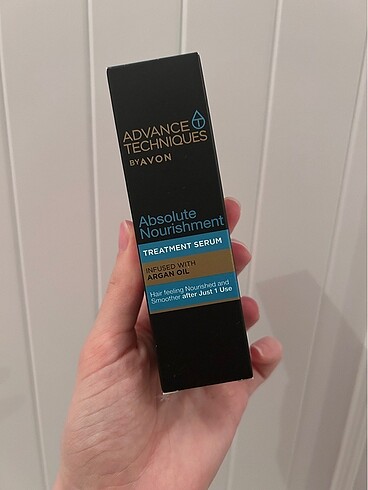 ADVANCE
TECHNIQUES
BY AVON
Absolute
Nourishment
TREATMENT SERUM
INFUSED WITH
ARGAN OIL
Hair feeling Nourished and
Smoother after Just 1 Use